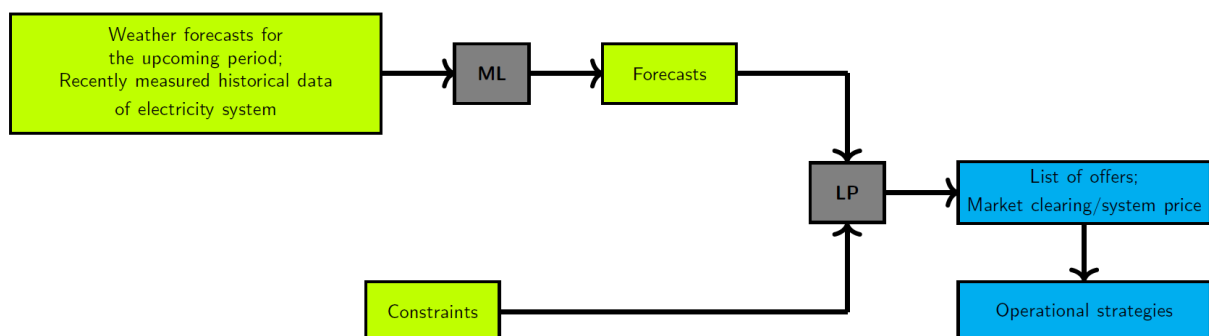 Weather forecasts for
the upcoming period;
Recently measured historical data
of electricity system
ML
Forecasts
LP
List of offers;
Market clearing/system price
Constraints
Operational strategies